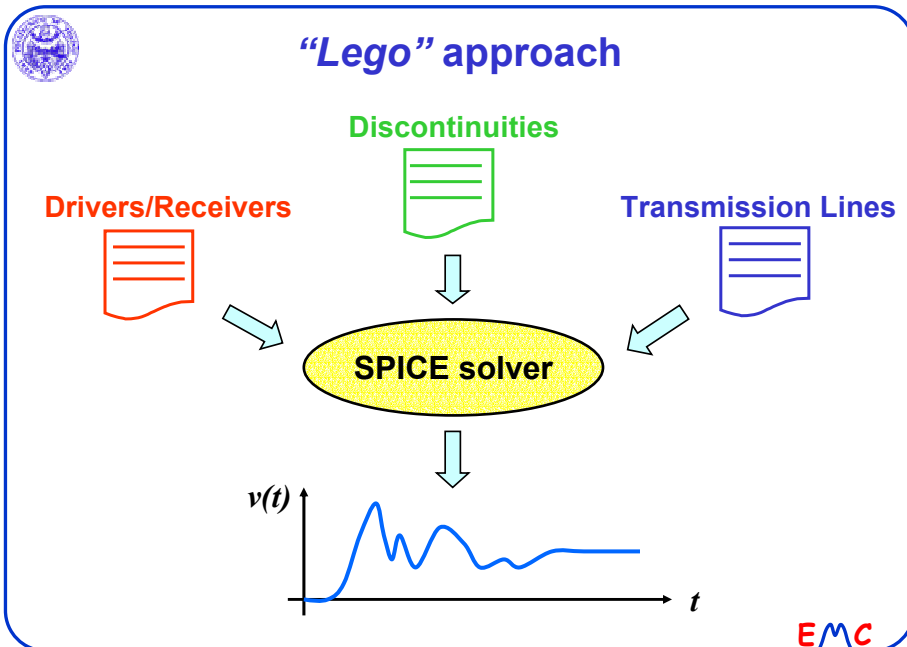 “Lego” approach
Discontinuities
Drivers/Receivers
Transmission Lines
SPICE solver
v(t)
t
EMC